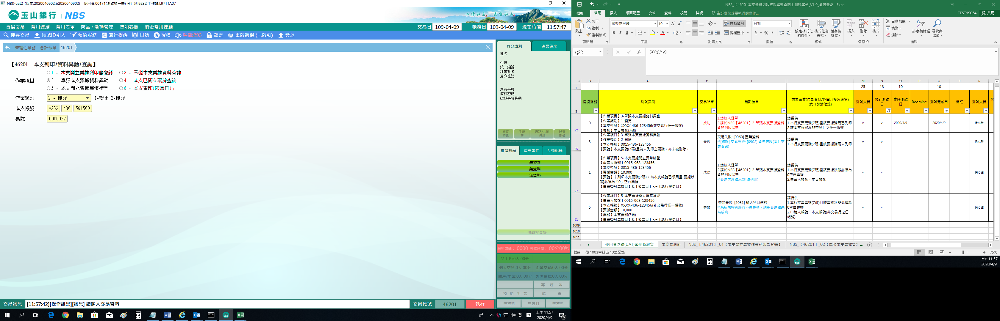 NBS-uat2 (版本:2020040902.b2020040902) 使用者:00171(測試櫃一幸) 分行別:9232 工作站:L9711A07
玉山銀行 | NBS
心清如玉 義重如山
自選交易 常用連結 常用表單 商品 / 活動管理 智能客服 消金常用連結
交易日 109-04-09 帳務日 109-04-09 現在時間 11:57:47
搜尋交易 帳號ID引入 預約服務 蒞行提醒 日誌 授權 廣播:293 鎖定 重啟週邊 (已啟動) 簽退
管理性業務 會計作業 46201
【46201 本支列印/資料異動/查詢】
作業項目
1 - 本支開立票據列印含登錄 2 - 單張本支票據資料查詢
3 - 單張本支票據資料異動 4 - 本支已開立票據查詢
5 - 本支開立票據異常補登 6 - 本支重印(限當日)」
作業類別 2 - 刪除 1-變更 2-刪除
本支帳號 9232 436 581560
票號 0000052
身分識別 產品往來
姓名
生日
統一編號
理專姓名
身分註記
注意事項
簡訊密碼
近期事故異動
顧客資訊 顧客影像
推薦商品 重要事件 互動記錄
無資料
無資料
無資料
一般轉介登錄
服務號碼: 0000 等候時間: 00分00秒
VIP:0人 00分
個人交易:0人 00分 企業交易:0人 00分
開戶/申請:0人 00分 外匯業務:0人 00分
再 呼 叫
預 約 叫 號 結 束
無資料 無資料 無資料
交易訊息 [11:57:42][操作訊息][訊息] 請輸入交易資料
交易代號 46201 執行
英 上午 11:57
2020/4/9
6
NBS_【46201本支登錄列印資料異動查詢】測試案例_V1.0_測資盤點 - Excel
檔案 常用 插入 版面配置 公式 資料 校閱 檢視 告訴我您想要執行的動作... TEST19054 共用
貼上 剪下 複製 複製格式
微軟正黑體 10
自動換列 跨欄置中
日期
設定格式化的條件 格式化為表格 儲存格樣式
插入 刪除 格式
自動加總 填滿 清除
排序與篩選 尋找與選取
剪貼簿 字型 對齊方式 數值 樣式 儲存格 編輯
Q22 fx 2020/4/9
D G H I L M N O P Q R S
1 25 13 10 10
5 情境編號 測試案例 交易結果 預期結果 前置準備(包含資料/外圍介接系統等)(與IT討論確認) 測試人員 預計測試日 實際測試日 Redmine 測試完成日 備註 測試人員
22 9
【作業項目】3-單張本支票據資料異動
【作業類別】1-變更
【本支帳號】XXXX-436-123456(非交易行任一帳號)
【票號】本支票號(7碼)
成功
1.請放入短單
2.請於NBS【46201】2-單張本支票據資料查詢列印狀態
請提供
1.本行支票票號(7碼)且該票據號碼已列印
2.該本支帳號為非交易行之任一帳號
v v 2020/4/9 2020/4/9 侯心雅
25 3
【作業項目】3-單張本支票據資料異動
【作業類別】2-刪除
【本支帳號】0015-436-123456
【票號】本支票號(7碼)且為未列印之票號，亦未被刪除。
失敗
交易失敗: [0960] 查無資料
**[錯誤] 交易失敗: [0902] 查無資料(本行支票資訊)
請提供
1.本行支票票號(7碼)且該票據號碼未列印
v v 侯心雅
27 1
【作業項目】5-本支票據開立異常補登
【申請人帳號】0015-968-123456
【本支帳號】0015-436-123456
【票據金額】10,000
【票號】未列印本支票號(7碼)，為本支帳號已領用且[票據狀態]必須為「0」空白票據
【申請簽發票據日】&【發票日】<=【執行變更日】
成功
1.請放入短單
2.請於NBS【46201】2-單張本支票據資料查詢列印狀態
**交易處理結束(無須列印)
請提供
1.本行支票票號(7碼)且該票據狀態必須為0空白票據
2.申請人帳號、本支帳號
v v 侯心雅
31 5
【作業項目】5-本支票據開立異常補登
【申請人帳號】0015-968-123456
【本支帳號】XXXX-436-123456(非交易行任一帳號)
【票據金額】10,000
【票號】本支票號(7碼)
【申請簽發票據日】&【發票日】<=【執行變更日】
失敗
交易失敗: [5031] 輸入科目錯誤
**系統未控管聯行不得異動，調整交易結果為成功
請提供
1.本行支票票號(7碼)且該票據狀態必須為0空白票據
2.申請人帳號、本支帳號(非交易行之任一帳號)
v v 侯心雅
1009
1010
1011
使用者測試(UAT)案例&報告 本交易統計 NBS_【46201】_01【本支開立票據作業列印含登錄】 NBS_【46201】_02【單張本支票據資料 ...
就緒 從 1003中找出 13筆記錄 75%
上午 11:57
2020/4/9